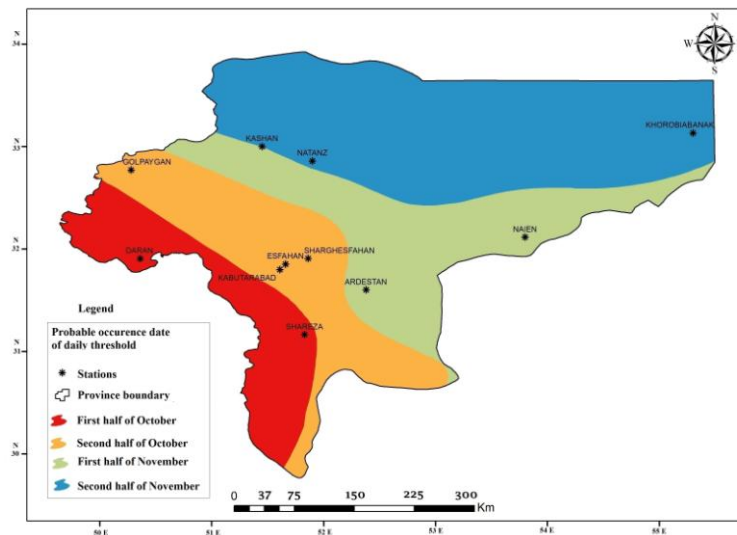 N
W E
S
34
N
33
N
32
N
31
N
30
N
KHOROBIABANAK
KASHAN
NATANZ
GOLPAYGAN
NAIEN
DARAN
ESFAHAN
SHARGHESFAHAN
KABUTARABAD
ARDESTAN
SHAREZA
Legend
Probable occurence date
of daily threshold
Stations
Province boundary
First half of October
Second half of October
First half of November
Second half of November
0 37 75 150 225 300
Km
50 E 51 E 52 E 53 E 54 E 55 E